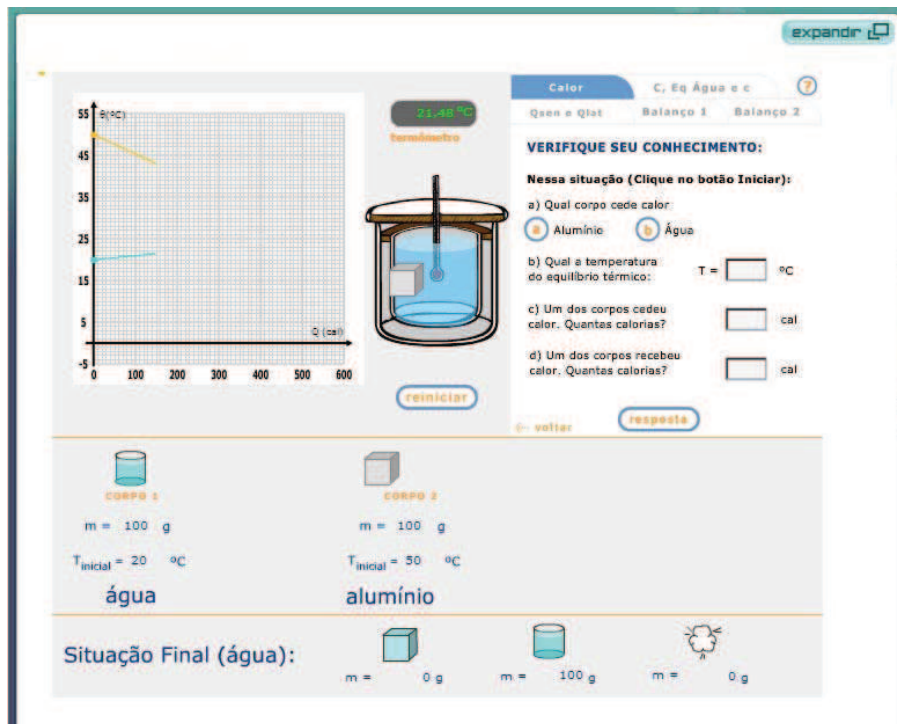 expandir
55 θ(ºC)
45
35
25
15
5
-5
Q (cal)
0 100 200 300 400 500 600
21,48 ºC
termômetro
reiniciar
Calor
C, Eq Água e c
?
Qsen e Qlat
Balanço 1
Balanço 2
VERIFIQUE SEU CONHECIMENTO:
Nessa situação (Clique no botão Iniciar):
a) Qual corpo cede calor
a Alumínio b Água
b) Qual a temperatura
do equilíbrio térmico: T = ºC
c) Um dos corpos cedeu
calor. Quantas calorias? cal
d) Um dos corpos recebeu
calor. Quantas calorias? cal
voltar
resposta
CORPO 1
m = 100 g
Tinicial = 20 ºC
água
CORPO 2
m = 100 g
Tinicial = 50 ºC
alumínio
Situação Final (água):
m = 0 g
m = 100 g
m = 0 g